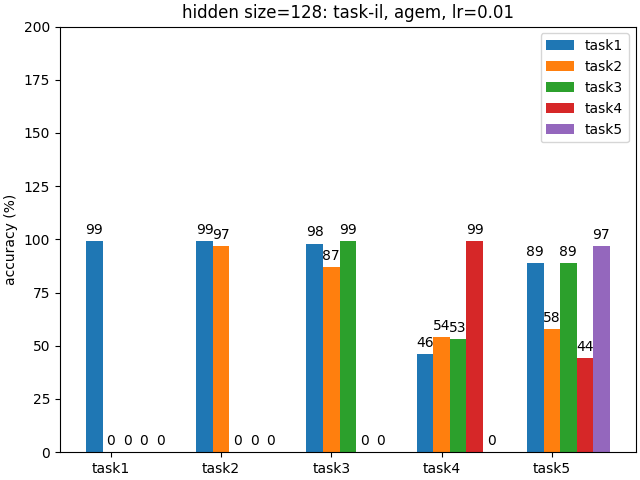 hidden size=128: task-il, agem, lr=0.01
accuracy (%)
200
175
150
125
100
75
50
25
0
task1
task2
task3
task4
task5
99 0 0 0 0
99 97 0 0 0
98 87 99 0 0
46 54 53 99 0
89 58 89 44 97
task1 task2 task3 task4 task5